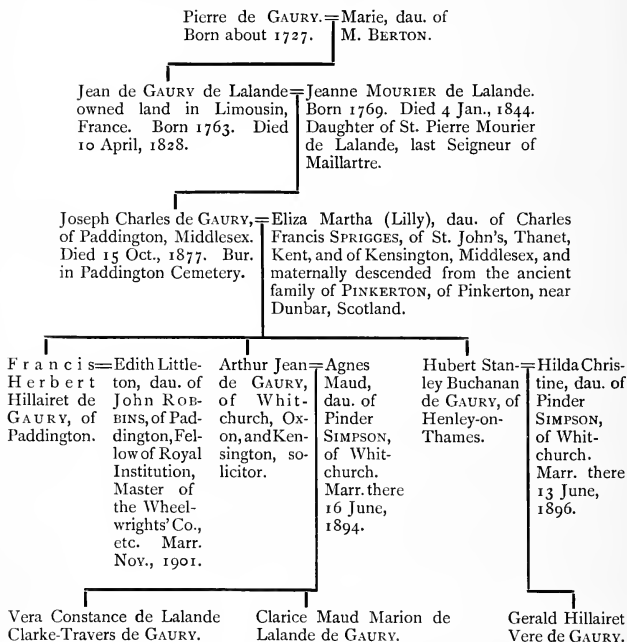 Pierre de GAURY.
Born about 1727.
Marie, dau. of
M. BERTON.
Jean de GAURY de Lalande
owned land in Limousin,
France. Born 1763. Died
10 April, 1828.
Jeanne MOURIER de Lalande.
Born 1769. Died 4 Jan., 1844.
Daughter of St. Pierre Mourier
de Lalande, last Seigneur of
Maillartre.
Joseph Charles de GAURY,
of Paddington, Middlesex.
Died 15 Oct., 1877. Bur.
in Paddington Cemetery.
Eliza Martha (Lilly), dau. of Charles
Francis SPRIGGES, of St. John's, Thanet,
Kent, and of Kensington, Middlesex, and
maternally descended from the ancient
family of PINKERTON, of Pinkerton, near
Dunbar, Scotland.
Francis
Herbert
Hillairet de
GAURY, of
Paddington.
Edith Little-
ton, dau. of
John ROB-
BINS, of Pad-
dington, Fel-
low of Royal
Institution,
Master of
the Wheel-
wrights' Co.,
etc. Marr.
Nov., 1901.
Arthur Jean
de GAURY,
of Whit-
church, Ox-
on, and Ken-
sington, so-
licitor.
Agnes
Maud,
dau. of
Pinder
SIMPSON,
of Whit-
church.
Marr. there
16 June,
1894.
Hubert Stan-
ley Buchanan
de GAURY, of
Henley-on-
Thames.
Hilda Chris-
tine, dau. of
Pinder
SIMPSON,
of Whit-
church.
Marr. there
13 June,
1896.
Vera Constance de Lalande
Clarke-Travers de GAURY.
Clarice Maud Marion de
Lalande de GAURY.
Gerald Hillairet
Vere de GAURY.